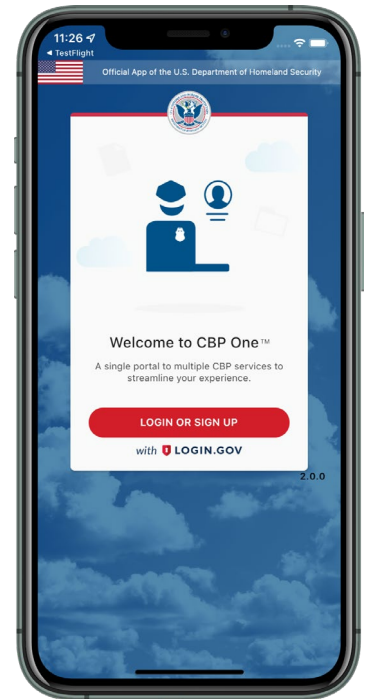 11:26
◀ TestFlight
Official App of the U.S. Department of Homeland Security
Welcome to CBP One™
A single portal to multiple CBP services to
streamline your experience.
LOGIN OR SIGN UP
with LOGIN.GOV
2.0.0